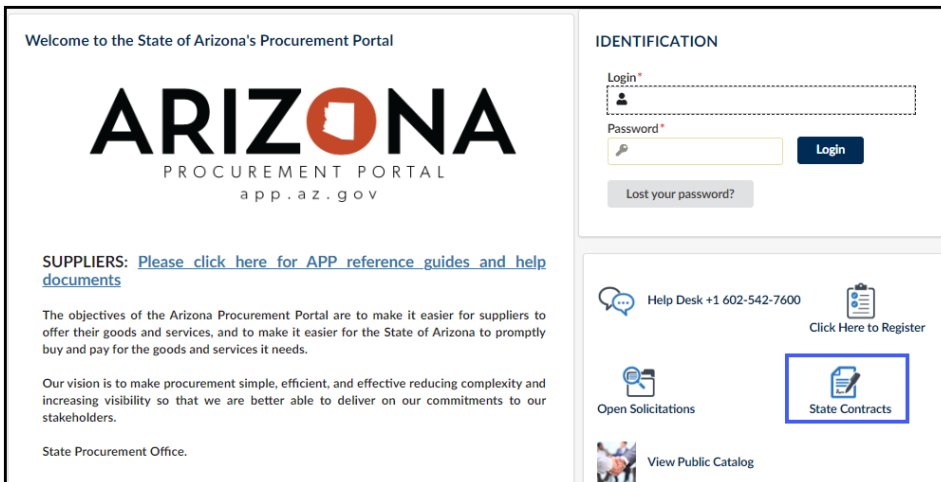 Welcome to the State of Arizona's Procurement Portal
ARIZONA
PROCUREMENT PORTAL
app.az.gov
SUPPLIERS: Please click here for APP reference guides and help
documents
The objectives of the Arizona Procurement Portal are to make it easier for suppliers to
offer their goods and services, and to make it easier for the State of Arizona to promptly
buy and pay for the goods and services it needs.
Our vision is to make procurement simple, efficient, and effective reducing complexity and
increasing visibility so that we are better able to deliver on our commitments to our
stakeholders.
State Procurement Office.
IDENTIFICATION
Login*
Password*
Login
Lost your password?
Help Desk +1 602-542-7600
Click Here to Register
Open Solicitations
State Contracts
View Public Catalog